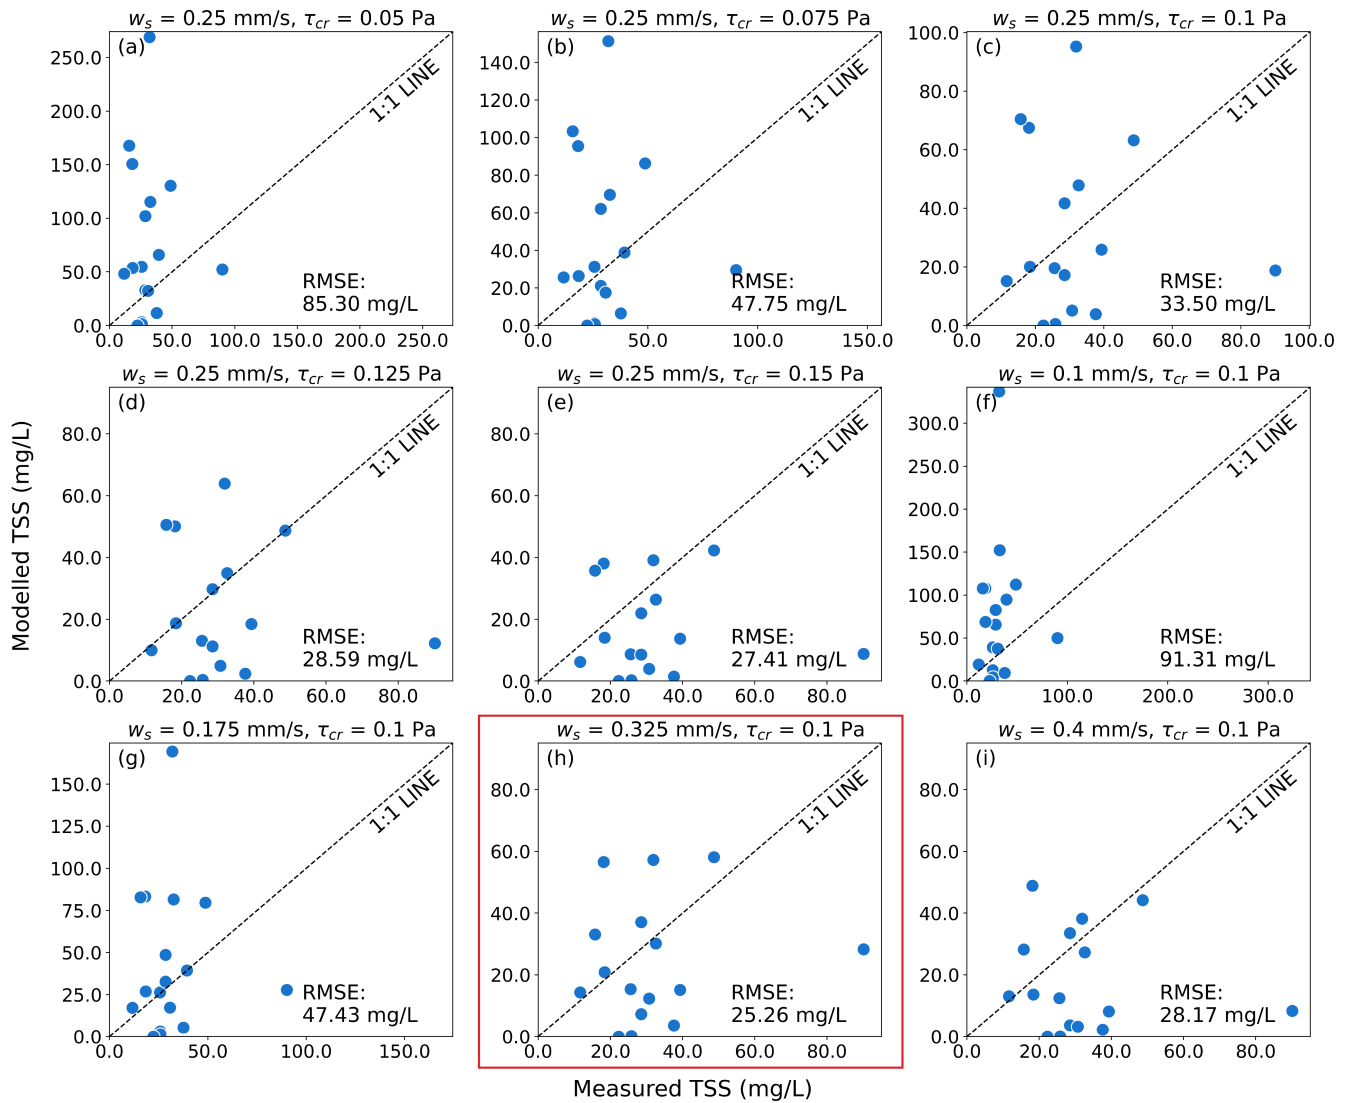 w_s = 0.25 mm/s, τ_cr = 0.05 Pa
(a)
1:1 LINE
RMSE:
85.30 mg/L
250.0
200.0
150.0
100.0
50.0
0.0
0.0 50.0 100.0 150.0 200.0 250.0
w_s = 0.25 mm/s, τ_cr = 0.075 Pa
(b)
1:1 LINE
RMSE:
47.75 mg/L
140.0
120.0
100.0
80.0
60.0
40.0
20.0
0.0
0.0 50.0 100.0 150.0
w_s = 0.25 mm/s, τ_cr = 0.1 Pa
(c)
1:1 LINE
RMSE:
33.50 mg/L
100.0
80.0
60.0
40.0
20.0
0.0
0.0 20.0 40.0 60.0 80.0 100.0
Modelled TSS (mg/L)
w_s = 0.25 mm/s, τ_cr = 0.125 Pa
(d)
1:1 LINE
RMSE:
28.59 mg/L
80.0
60.0
40.0
20.0
0.0
0.0 20.0 40.0 60.0 80.0
w_s = 0.25 mm/s, τ_cr = 0.15 Pa
(e)
1:1 LINE
RMSE:
27.41 mg/L
80.0
60.0
40.0
20.0
0.0
0.0 20.0 40.0 60.0 80.0
w_s = 0.1 mm/s, τ_cr = 0.1 Pa
(f)
1:1 LINE
RMSE:
91.31 mg/L
300.0
250.0
200.0
150.0
100.0
50.0
0.0
0.0 100.0 200.0 300.0
w_s = 0.175 mm/s, τ_cr = 0.1 Pa
(g)
1:1 LINE
RMSE:
47.43 mg/L
150.0
125.0
100.0
75.0
50.0
25.0
0.0
0.0 50.0 100.0 150.0
w_s = 0.325 mm/s, τ_cr = 0.1 Pa
(h)
1:1 LINE
RMSE:
25.26 mg/L
80.0
60.0
40.0
20.0
0.0
0.0 20.0 40.0 60.0 80.0
w_s = 0.4 mm/s, τ_cr = 0.1 Pa
(i)
1:1 LINE
RMSE:
28.17 mg/L
80.0
60.0
40.0
20.0
0.0
0.0 20.0 40.0 60.0 80.0
Measured TSS (mg/L)